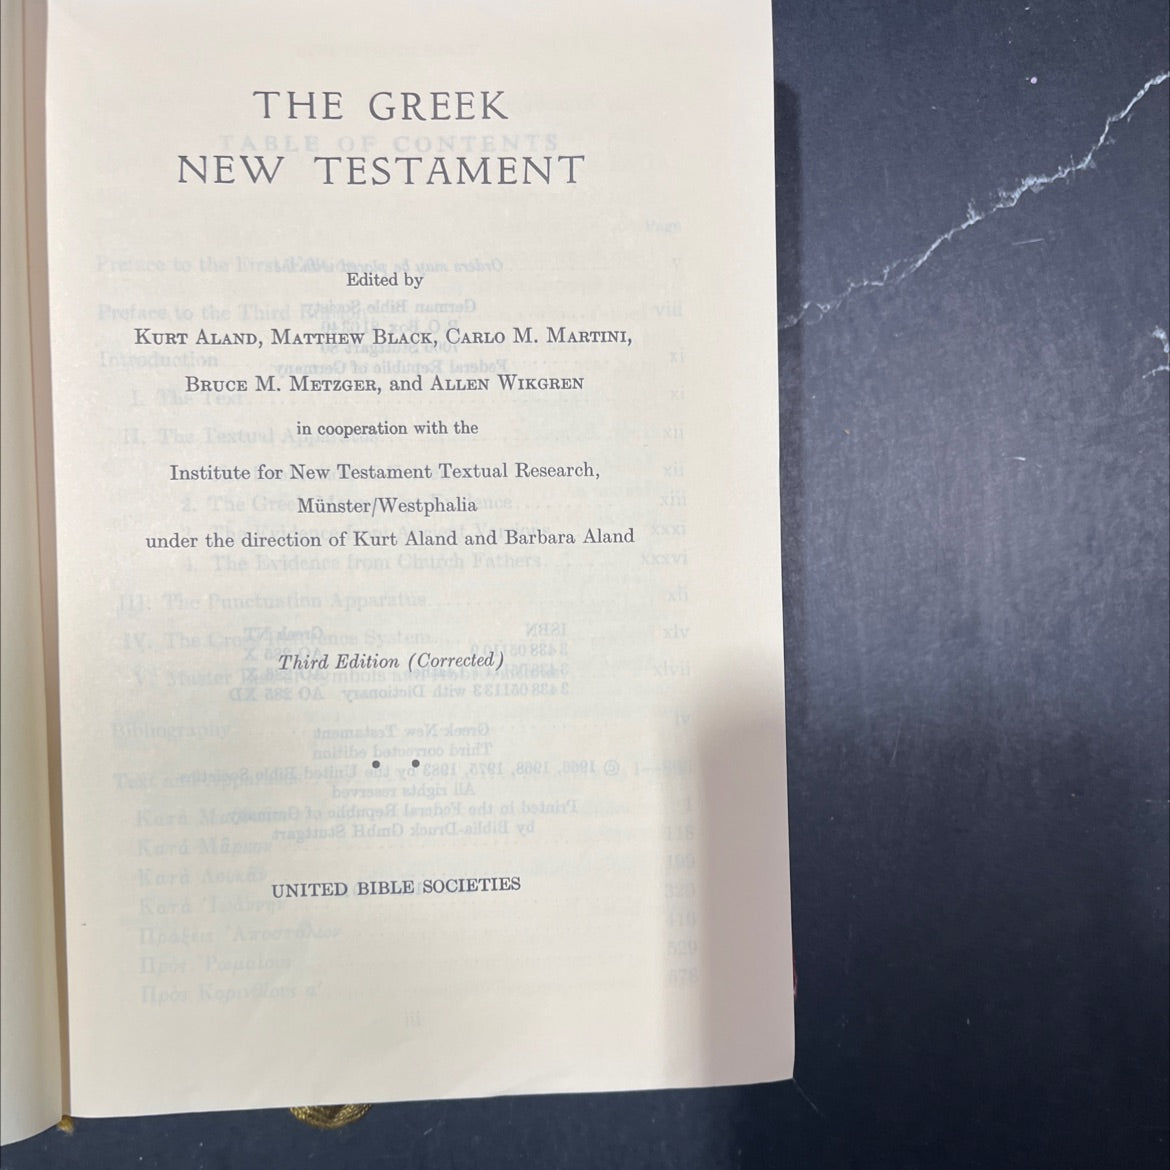 THE GREEK
NEW TESTAMENT
Edited by
KURT ALAND, MATTHEW BLACK, CARLO M. MARTINI,
BRUCE M. METZGER, and ALLEN WIKGREN
in cooperation with the
Institute for New Testament Textual Research,
Münster/Westphalia
under the direction of Kurt Aland and Barbara Aland
Third Edition (Corrected)
UNITED BIBLE SOCIETIES